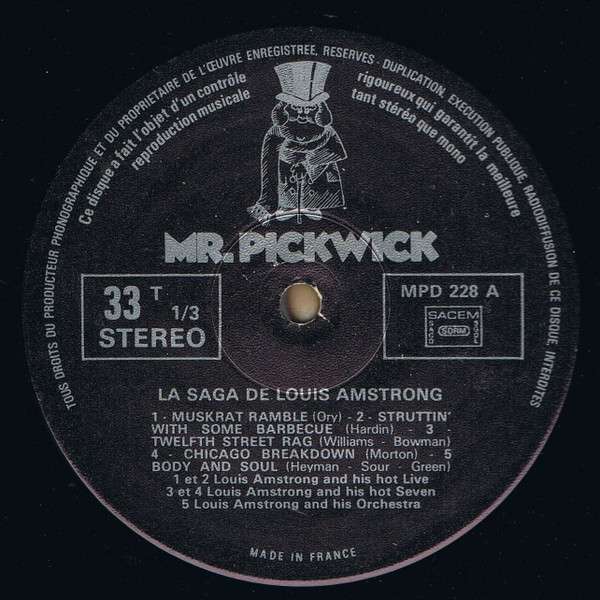 TOUS DROITS DU PRODUCTEUR PHONOGRAPHIQUE ET DU PROPRIETAIRE DE L'ŒUVRE ENREGISTREE, RESERVES - DUPLICATION, EXECUTION PUBLIQUE, RADIODIFFUSION DE CE DISQUE, INTERDITES
Ce disque a fait l'objet d'un contrôle rigoureux qui garantit la meilleure
reproduction musicale tant stéréo que mono
MR. PICKWICK
33 T 1/3
STEREO
MPD 228 A
SACEM
SACD SDRM SGDL
LA SAGA DE LOUIS AMSTRONG
1 - MUSKRAT RAMBLE (Ory) - 2 - STRUTTIN'
WITH SOME BARBECUE (Hardin) - 3 -
TWELFTH STREET RAG (Williams - Bowman)
4 - CHICAGO BREAKDOWN (Morton) - 5
BODY AND SOUL (Heyman - Sour - Green)
1 et 2 Louis Amstrong and his hot Live
3 et 4 Louis Amstrong and his hot Seven
5 Louis Amstrong and his Orchestra
MADE IN FRANCE